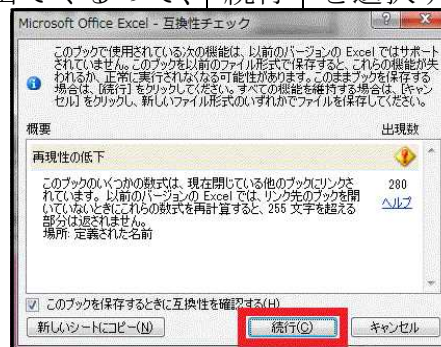 Microsoft Office Excel - 互換性チェック
このブックで使用されている次の機能は、以前のバージョンの Excel ではサポート
されていません。このブックを以前のファイル形式で保存すると、これらの機能が失
われるか、正常に実行されなくなる可能性があります。このままブックを保存する
場合は、[続行] をクリックしてください。すべての機能を維持する場合は、[キャン
セル] をクリックし、新しいファイル形式のいずれかでファイルを保存してください。
概要 出現数
再現性の低下
このブックのいくつかの数式は、現在閉じている他のブックにリンクさ 280
れています。以前のバージョンの Excel では、リンク先のブックを開 ヘルプ
いていないときにこれらの数式を再計算すると、255 文字を超える
部分は返されません。
場所: 定義された名前
このブックを保存するときに互換性を確認する(H)
新しいシートにコピー(N) 続行(C) キャンセル